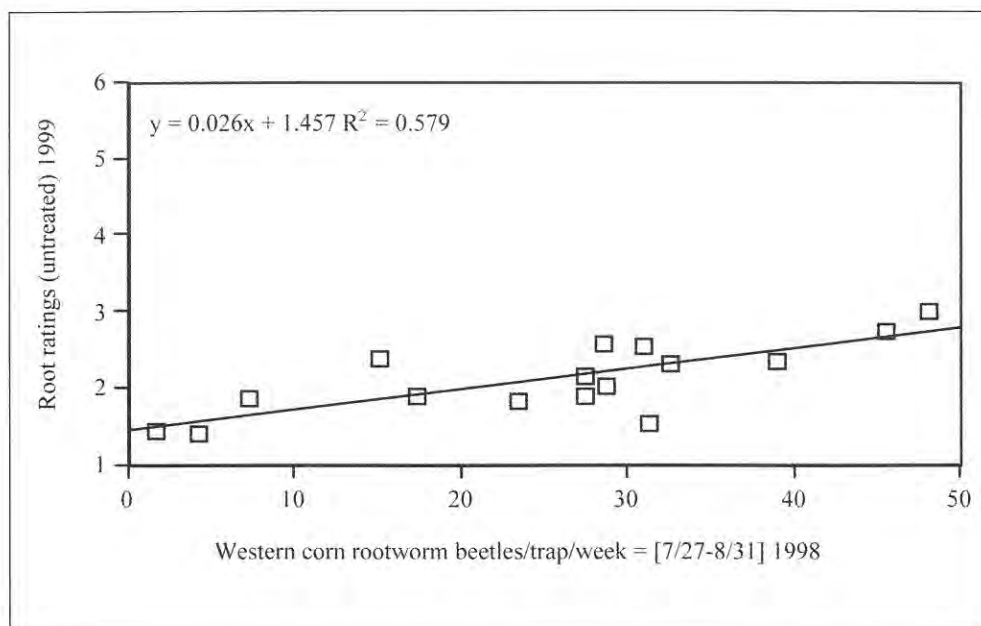 6
y = 0.026x + 1.457 R² = 0.579
5
4
3
2
1
Root ratings (untreated) 1999
0 10 20 30 40 50
Western corn rootworm beetles/trap/week = [7/27-8/31] 1998